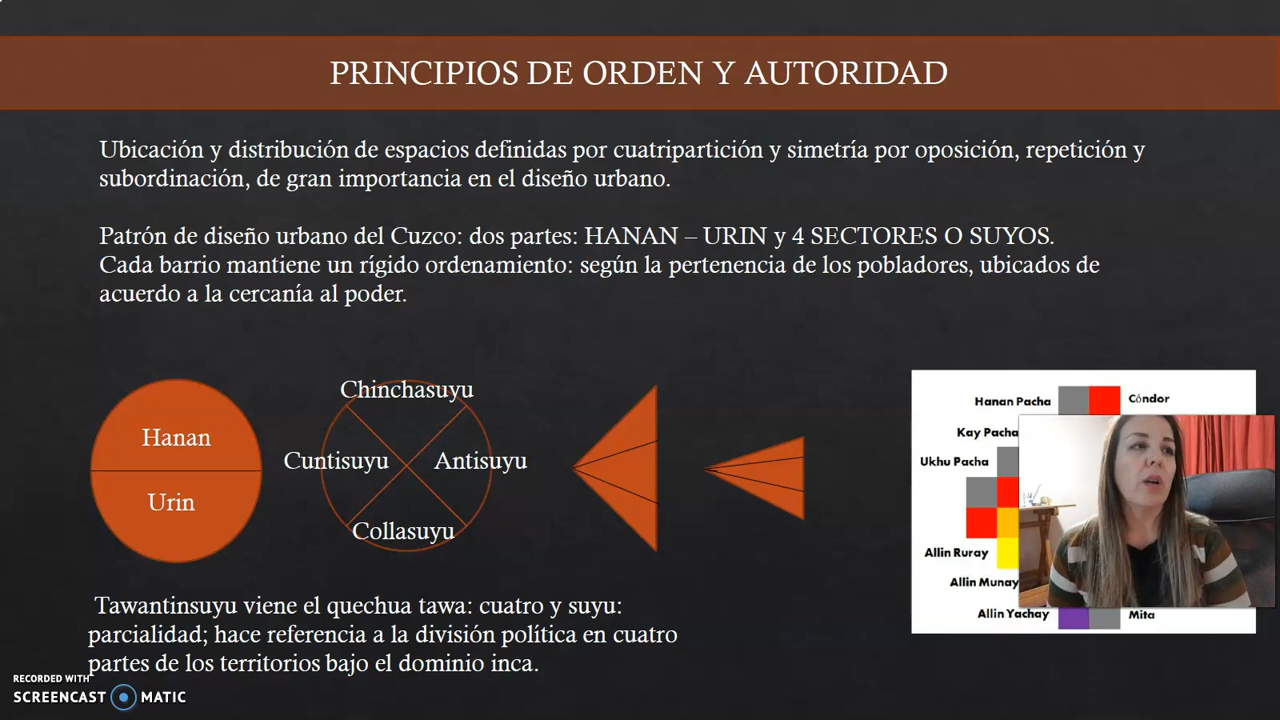 PRINCIPIOS DE ORDEN Y AUTORIDAD
Ubicación y distribución de espacios definidas por cuatripartición y simetría por oposición, repetición y
subordinación, de gran importancia en el diseño urbano.
Patrón de diseño urbano del Cuzco: dos partes: HANAN – URIN y 4 SECTORES O SUYOS.
Cada barrio mantiene un rígido ordenamiento: según la pertenencia de los pobladores, ubicados de
acuerdo a la cercanía al poder.
Hanan
Urin
Chinchasuyu
Cuntisuyu
Antisuyu
Collasuyu
Hanan Pacha
Cóndor
Kay Pacha
Ukhu Pacha
Allin Ruray
Allin Munay
Allin Yachay
Mita
Tawantinsuyu viene el quechua tawa: cuatro y suyu:
parcialidad; hace referencia a la división política en cuatro
partes de los territorios bajo el dominio inca.
RECORDED WITH
SCREENCAST MATIC